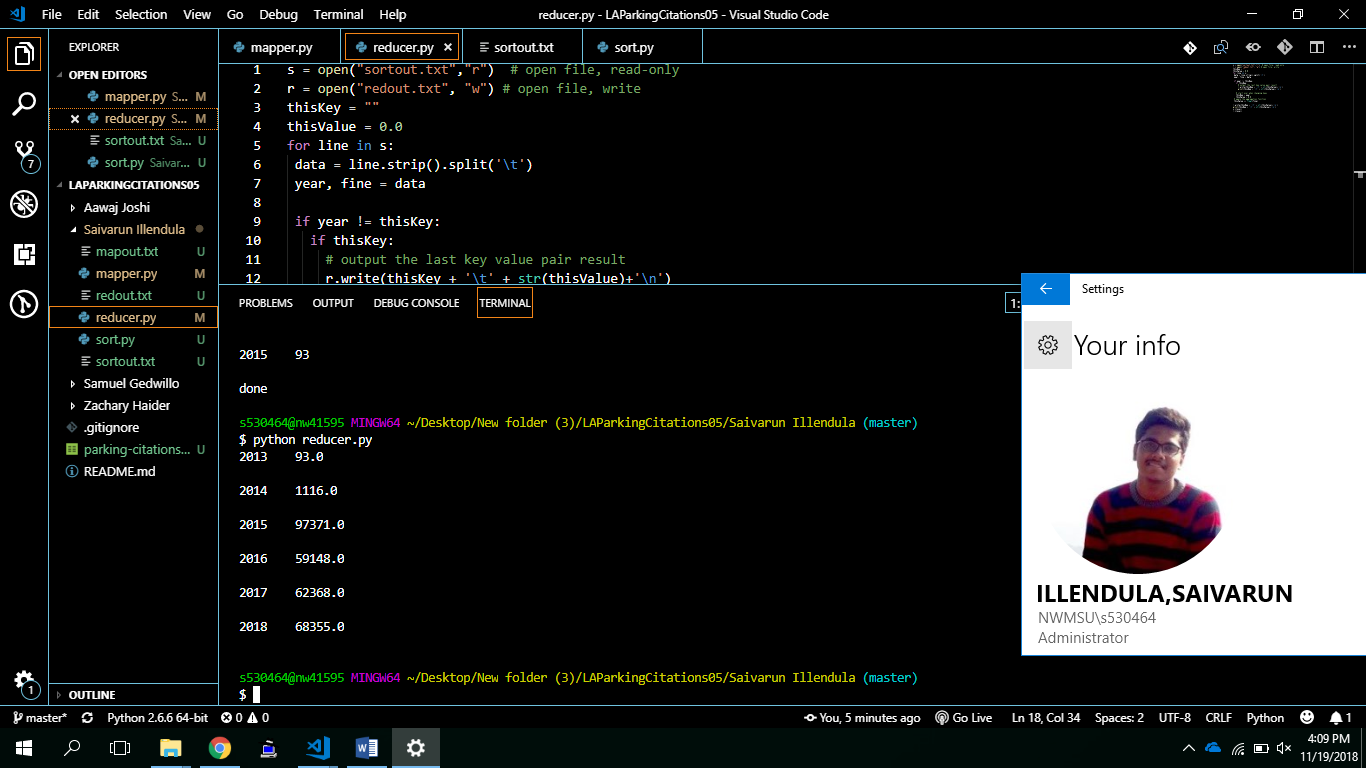 File Edit Selection View Go Debug Terminal Help
reducer.py - LAParkingCitations05 - Visual Studio Code
EXPLORER
OPEN EDITORS
mapper.py S... M
reducer.py S... M
sortout.txt Sa... U
sort.py Saivar... U
LAPARKINGCITATIONS05
Aawaj Joshi
Saivarun Illendula
mapout.txt U
mapper.py M
redout.txt U
reducer.py M
sort.py U
sortout.txt U
Samuel Gedwillo
Zachary Haider
.gitignore
parking-citations... U
README.md
OUTLINE
7
1
mapper.py
reducer.py
sortout.txt
sort.py
1 s = open("sortout.txt","r") # open file, read-only
2 r = open("redout.txt", "w") # open file, write
3 thisKey = ""
4 thisValue = 0.0
5 for line in s:
6 data = line.strip().split('\t')
7 year, fine = data
8
9 if year != thisKey:
10 if thisKey:
11 # output the last key value pair result
12 r.write(thisKey + '\t' + str(thisValue)+'\n')
PROBLEMS OUTPUT DEBUG CONSOLE TERMINAL
1:
2015 93
done
s530464@nw41595 MINGW64 ~/Desktop/New folder (3)/LAParkingCitations05/Saivarun Illendula (master)
$ python reducer.py
2013 93.0
2014 1116.0
2015 97371.0
2016 59148.0
2017 62368.0
2018 68355.0
s530464@nw41595 MINGW64 ~/Desktop/New folder (3)/LAParkingCitations05/Saivarun Illendula (master)
$
Settings
Your info
ILLENDULA,SAIVARUN
NWMSU\s530464
Administrator
master* Python 2.6.6 64-bit 0 0 You, 5 minutes ago Go Live Ln 18, Col 34 Spaces: 2 UTF-8 CRLF Python 1
4:09 PM
11/19/2018